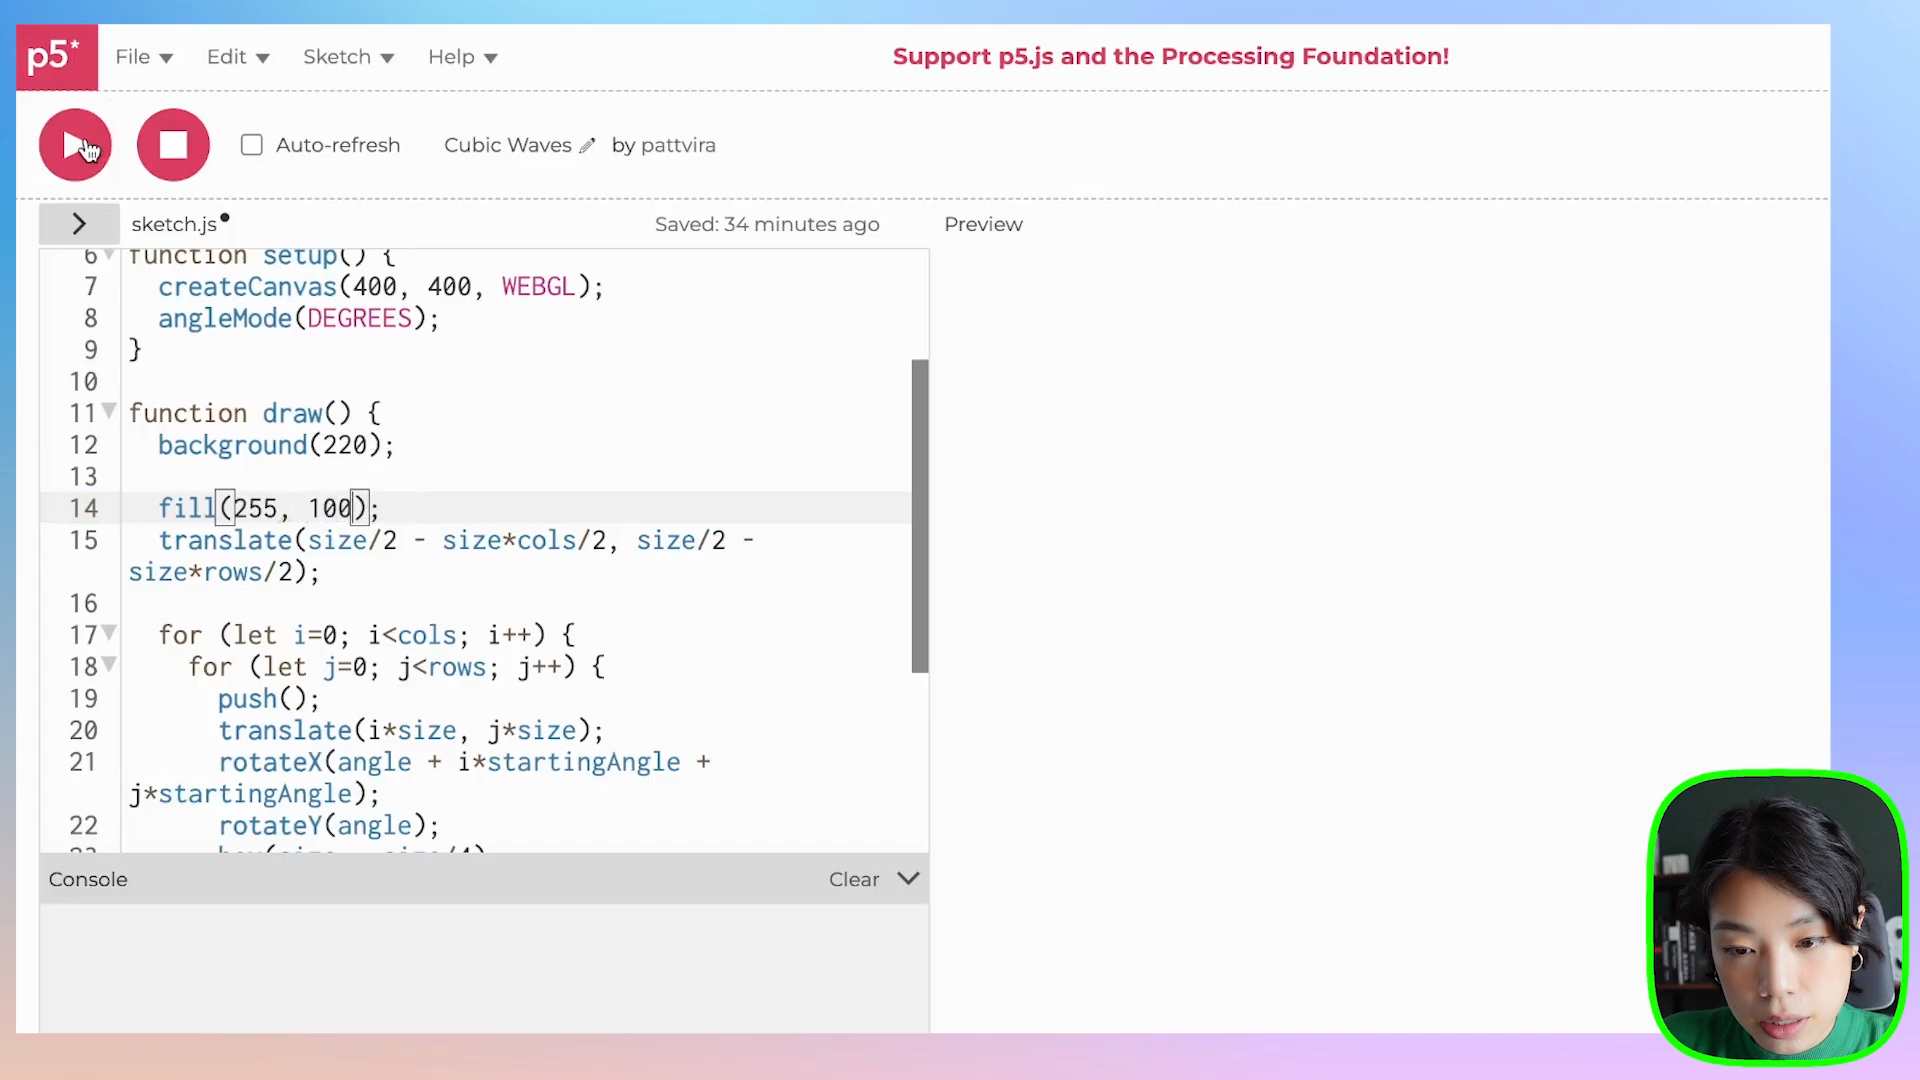 p5* File Edit Sketch Help Support p5.js and the Processing Foundation!
Auto-refresh Cubic Waves by pattvira
sketch.js Saved: 34 minutes ago Preview
6 function setup() {
7 createCanvas(400, 400, WEBGL);
8 angleMode(DEGREES);
9 }
10
11 function draw() {
12 background(220);
13
14 fill(255, 100);
15 translate(size/2 - size*cols/2, size/2 -
size*rows/2);
16
17 for (let i=0; i<cols; i++) {
18 for (let j=0; j<rows; j++) {
19 push();
20 translate(i*size, j*size);
21 rotateX(angle + i*startingAngle +
j*startingAngle);
22 rotateY(angle);
Console Clear